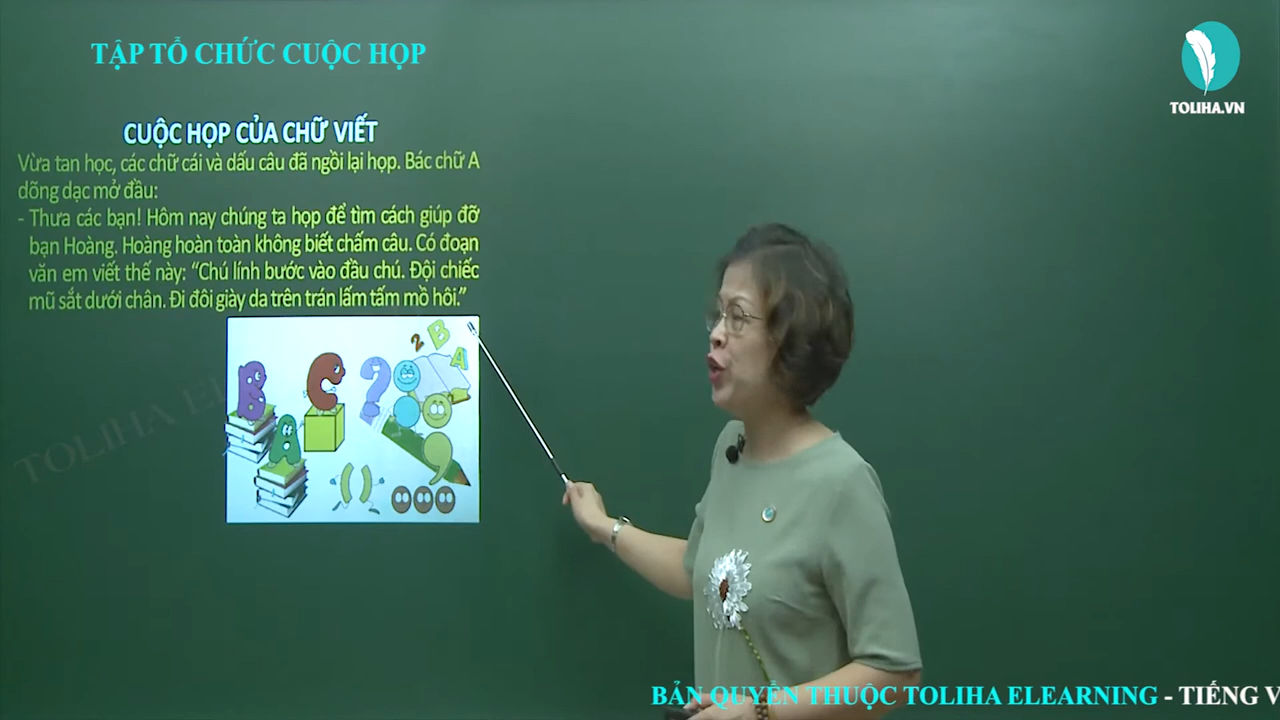 TẬP TỔ CHỨC CUỘC HỌP
TOLIHA.VN
CUỘC HỌP CỦA CHỮ VIẾT
Vừa tan học, các chữ cái và dấu câu đã ngồi lại họp. Bác chữ A
dõng dạc mở đầu:
- Thưa các bạn! Hôm nay chúng ta họp để tìm cách giúp đỡ
bạn Hoàng. Hoàng hoàn toàn không biết chấm câu. Có đoạn
văn em viết thế này: “Chú lính bước vào đầu chú. Đội chiếc
mũ sắt dưới chân. Đi đôi giày da trên trán lấm tấm mồ hôi.”
2 B A
B C ?
A
TOLIHA EL
BẢN QUYỀN THUỘC TOLIHA ELEARNING - TIẾNG V